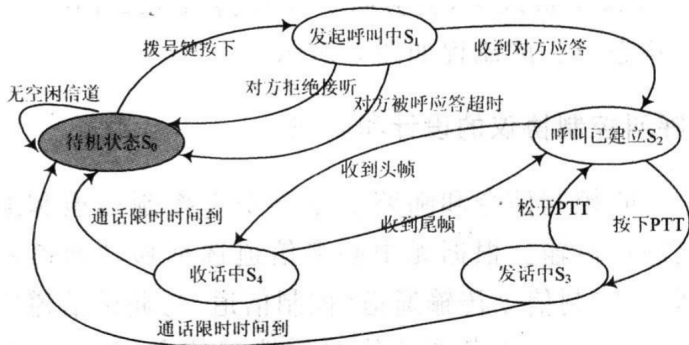 发起呼叫中S₁
拨号键按下
收到对方应答
无空闲信道
对方拒绝接听
对方被呼应答超时
待机状态S₀
呼叫已建立S₂
收到头帧
通话限时时间到
收到尾帧
松开PTT
按下PTT
收话中S₄
发话中S₃
通话限时时间到